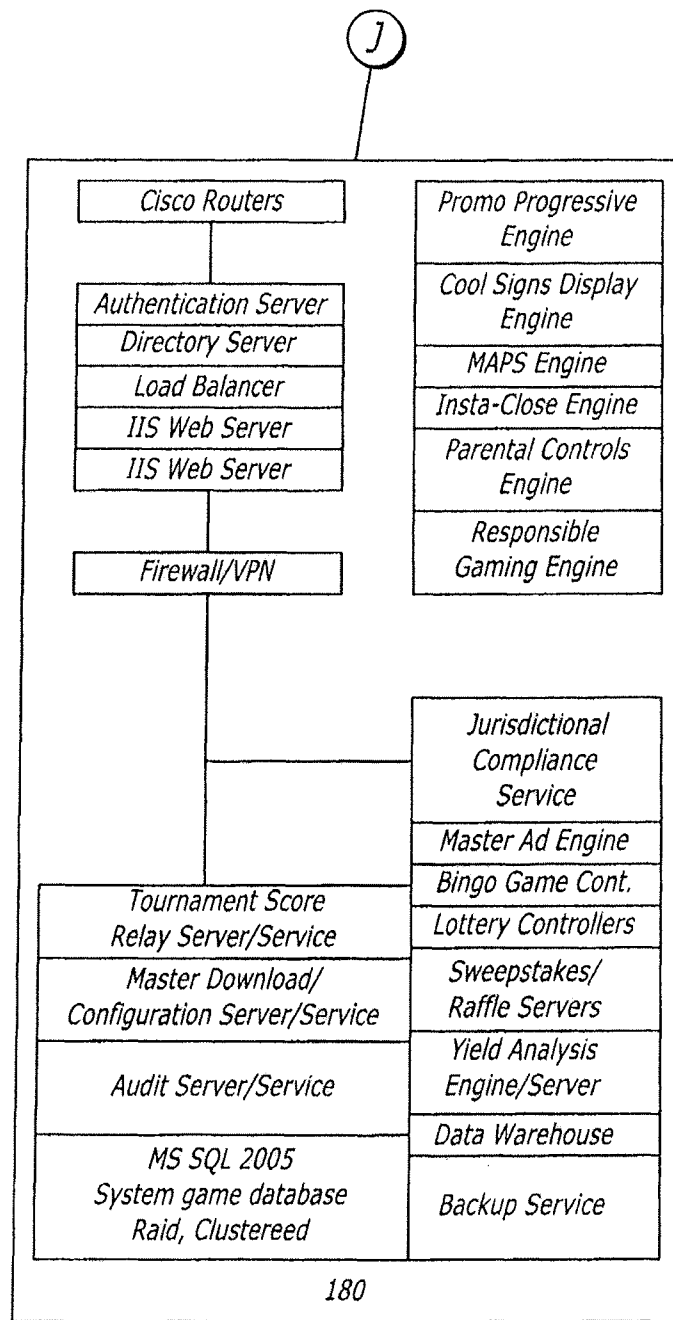 J
Cisco Routers
Authentication Server
Directory Server
Load Balancer
IIS Web Server
IIS Web Server
Firewall/VPN
Promo Progressive
Engine
Cool Signs Display
Engine
MAPS Engine
Insta-Close Engine
Parental Controls
Engine
Responsible
Gaming Engine
Tournament Score
Relay Server/Service
Master Download/
Configuration Server/Service
Audit Server/Service
MS SQL 2005
System game database
Raid, Clustereed
Jurisdictional
Compliance
Service
Master Ad Engine
Bingo Game Cont.
Lottery Controllers
Sweepstakes/
Raffle Servers
Yield Analysis
Engine/Server
Data Warehouse
Backup Service
180